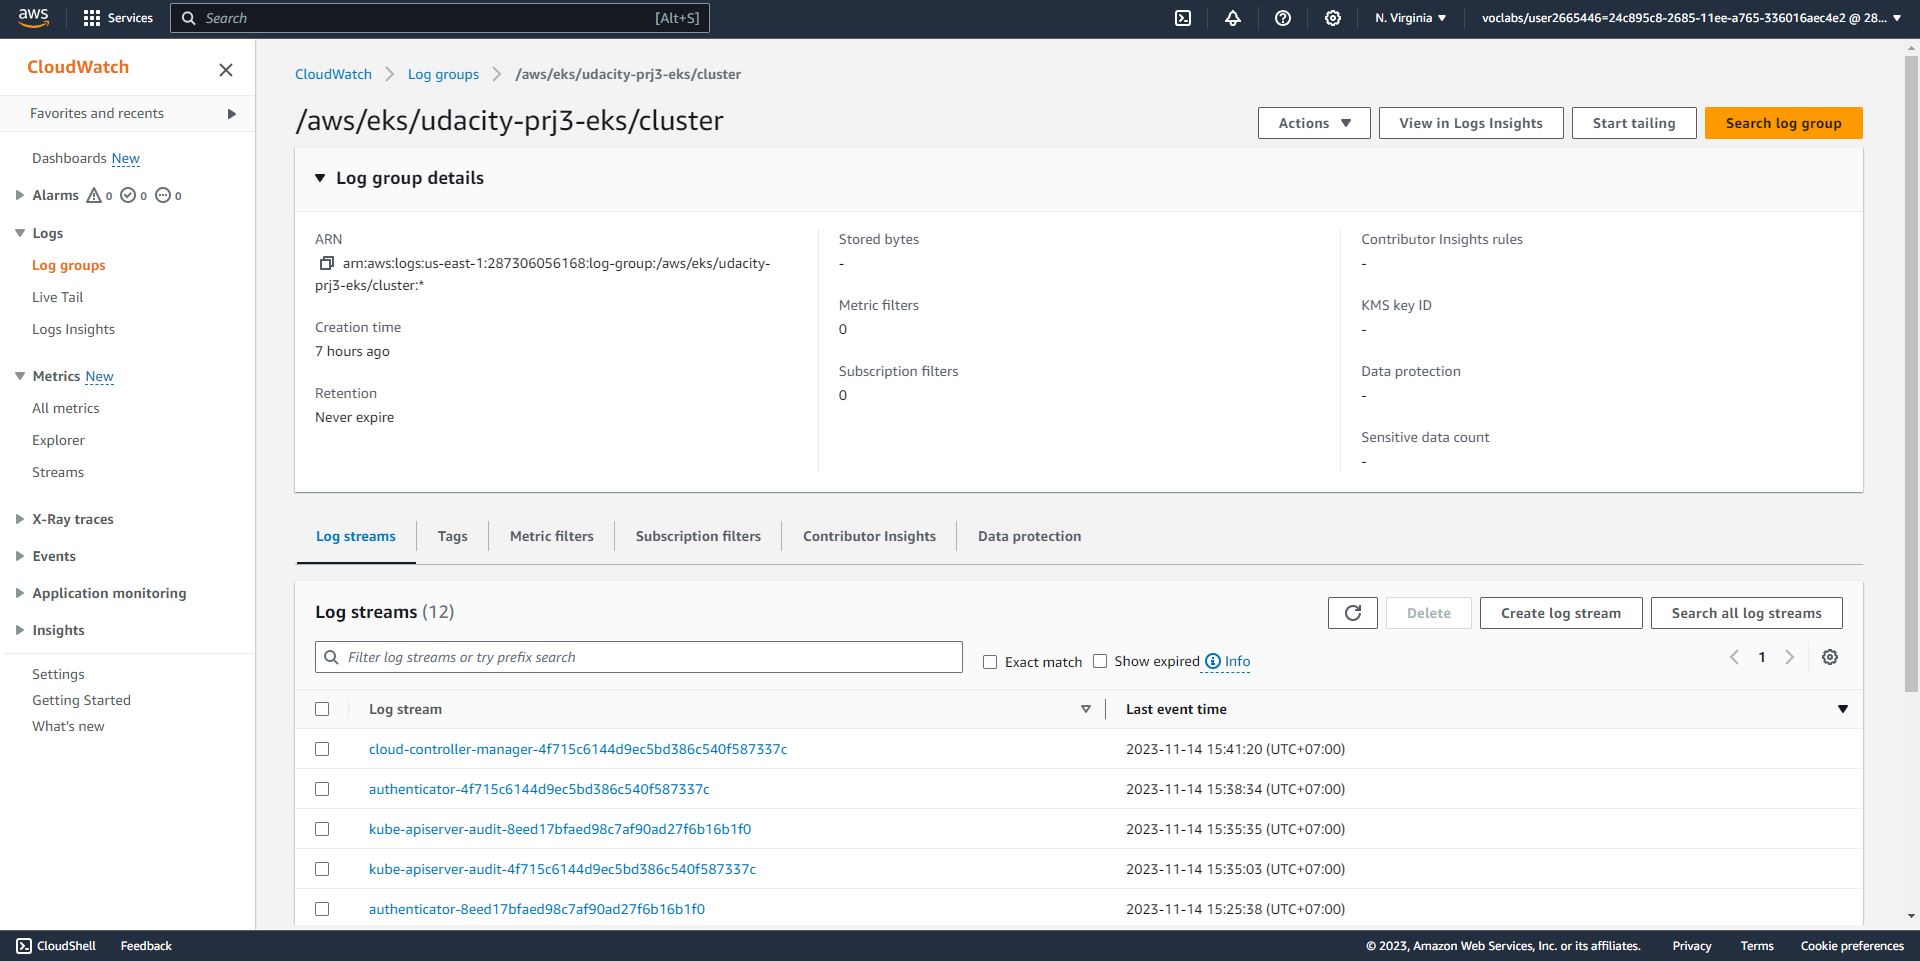 aws
Services
Search
[Alt+S]
N. Virginia
voclabs/user2665446=24c895c8-2685-11ee-a765-336016aec4e2 @ 28...
CloudWatch
Favorites and recents
Dashboards New
Alarms 0 0 0
Logs
Log groups
Live Tail
Logs Insights
Metrics New
All metrics
Explorer
Streams
X-Ray traces
Events
Application monitoring
Insights
Settings
Getting Started
What's new
CloudWatch
Log groups
/aws/eks/udacity-prj3-eks/cluster
/aws/eks/udacity-prj3-eks/cluster
Actions
View in Logs Insights
Start tailing
Search log group
Log group details
ARN
arn:aws:logs:us-east-1:287306056168:log-group:/aws/eks/udacity-
prj3-eks/cluster:*
Creation time
7 hours ago
Retention
Never expire
Stored bytes
-
Metric filters
0
Subscription filters
0
Contributor Insights rules
-
KMS key ID
-
Data protection
-
Sensitive data count
-
Log streams
Tags
Metric filters
Subscription filters
Contributor Insights
Data protection
Log streams (12)
Delete
Create log stream
Search all log streams
Filter log streams or try prefix search
Exact match
Show expired
Info
1
Log stream
Last event time
cloud-controller-manager-4f715c6144d9ec5bd386c540f587337c 2023-11-14 15:41:20 (UTC+07:00)
authenticator-4f715c6144d9ec5bd386c540f587337c 2023-11-14 15:38:34 (UTC+07:00)
kube-apiserver-audit-8eed17bfaed98c7af90ad27f6b16b1f0 2023-11-14 15:35:35 (UTC+07:00)
kube-apiserver-audit-4f715c6144d9ec5bd386c540f587337c 2023-11-14 15:35:03 (UTC+07:00)
authenticator-8eed17bfaed98c7af90ad27f6b16b1f0 2023-11-14 15:25:38 (UTC+07:00)
CloudShell
Feedback
© 2023, Amazon Web Services, Inc. or its affiliates.
Privacy
Terms
Cookie preferences